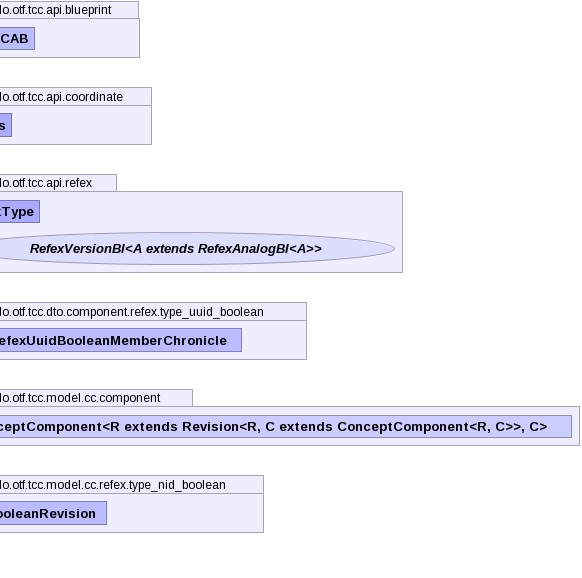 lo.otf.tcc.api.blueprint
CAB
lo.otf.tcc.api.coordinate
s
lo.otf.tcc.api.refex
tType
RefexVersionBI<A extends RefexAnalogBI<A>>
lo.otf.tcc.dto.component.refex.type_uuid_boolean
efexUuidBooleanMemberChronicle
lo.otf.tcc.model.cc.component
ceptComponent<R extends Revision<R, C extends ConceptComponent<R, C>>, C>
lo.otf.tcc.model.cc.refex.type_nid_boolean
ooleanRevision